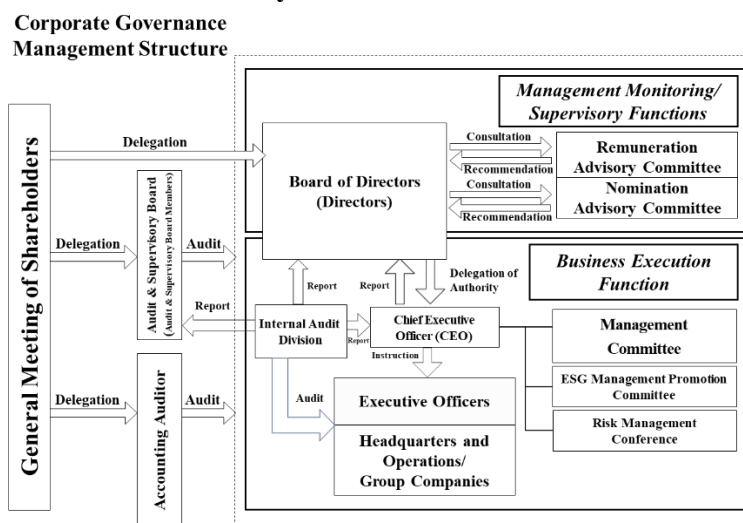 Corporate Governance
Management Structure
General Meeting of Shareholders
Delegation
Management Monitoring/
Supervisory Functions
Board of Directors
(Directors)
Consultation
Recommendation
Remuneration
Advisory Committee
Consultation
Recommendation
Nomination
Advisory Committee
Delegation
Audit & Supervisory Board
(Audit & Supervisory Board Members)
Audit
Report
Business Execution
Function
Report
Report
Delegation of
Authority
Internal Audit
Division
Report
Chief Executive
Officer (CEO)
Instruction
Management
Committee
ESG Management Promotion
Committee
Risk Management
Conference
Delegation
Accounting Auditor
Audit
Audit
Executive Officers
Headquarters and
Operations/
Group Companies